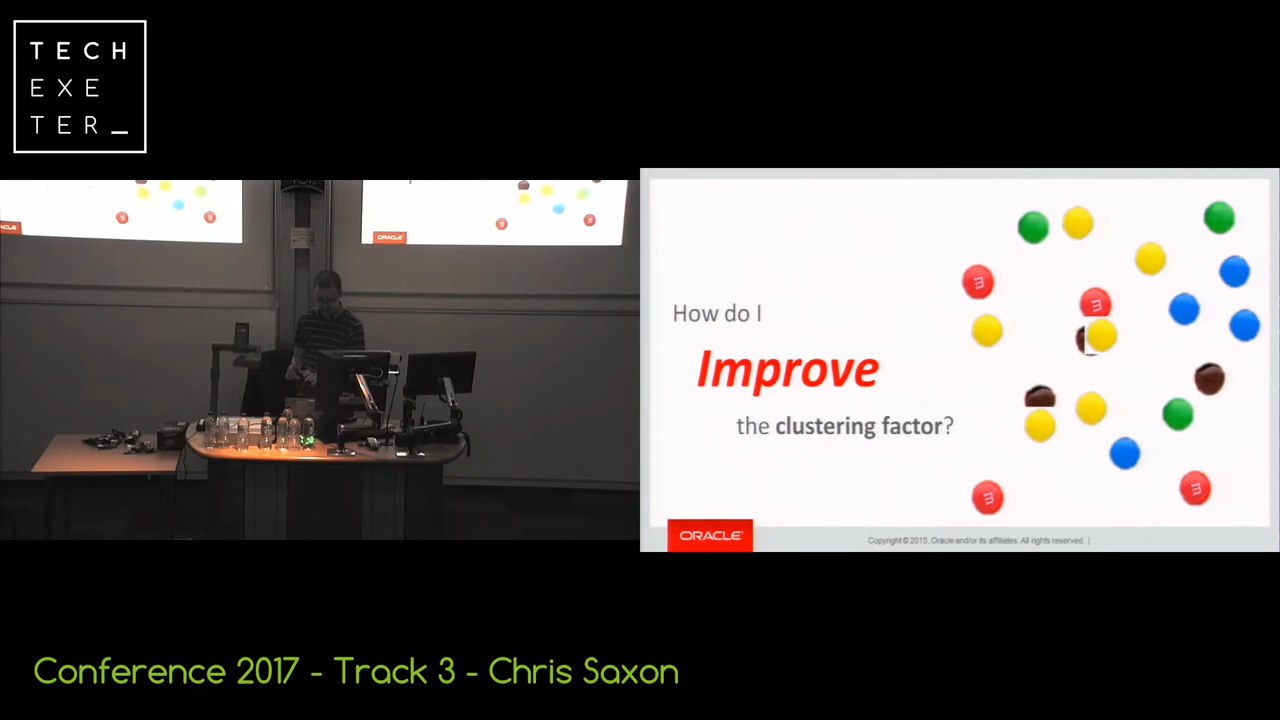 TECH
EXE
TER_
How do I
Improve
the clustering factor?
m
m
m
m
ORACLE
Copyright © 2015, Oracle and/or its affiliates. All rights reserved. |
ORACLE
Conference 2017 - Track 3 - Chris Saxon